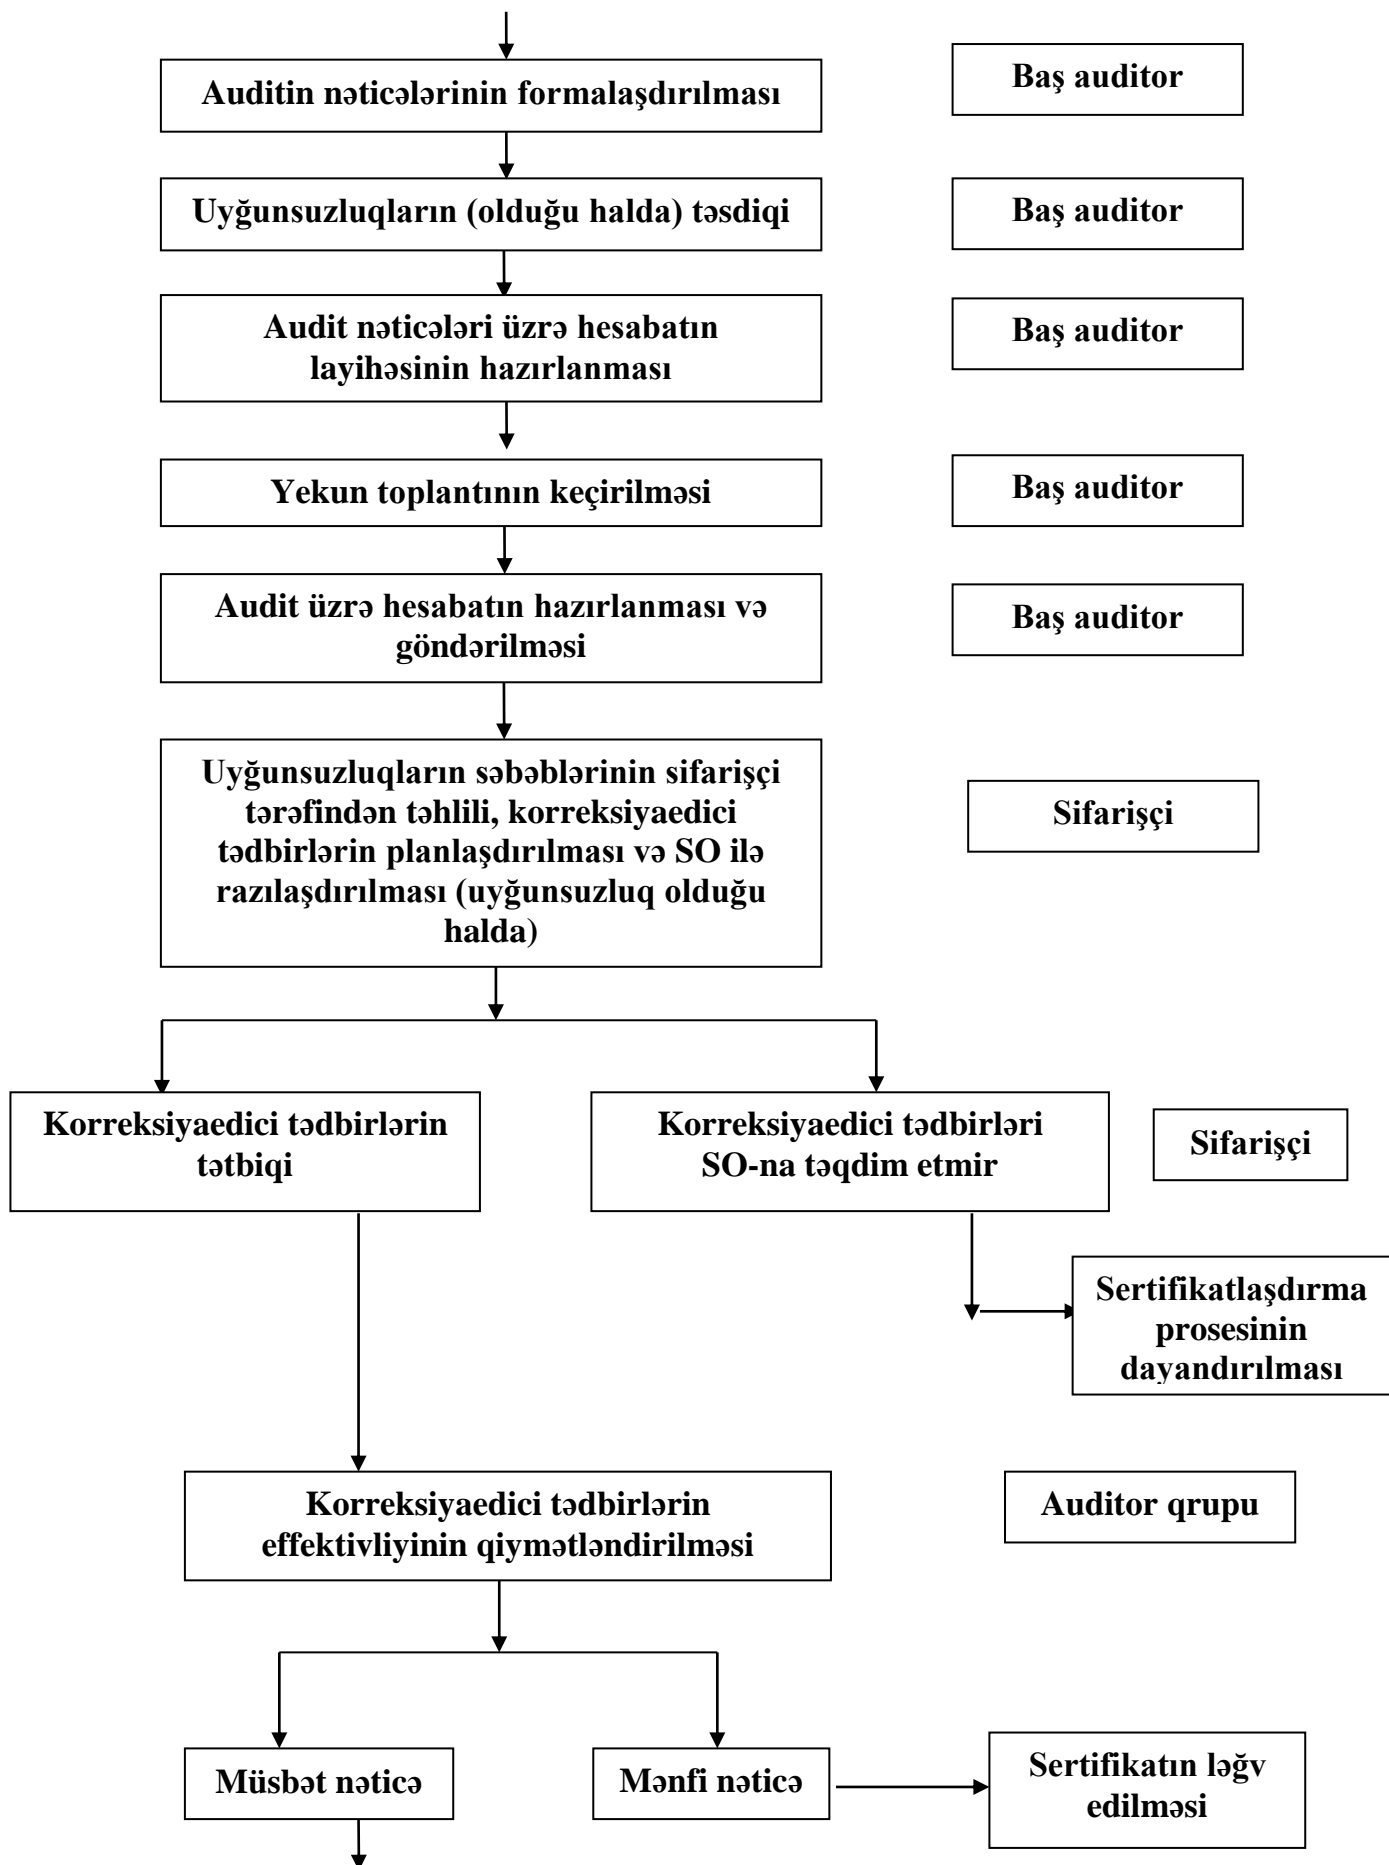 Auditin nəticələrinin formalaşdırılması
Baş auditor
Uyğunsuzluqların (olduğu halda) təsdiqi
Baş auditor
Audit nəticələri üzrə hesabatın
layihəsinin hazırlanması
Baş auditor
Yekun toplantının keçirilməsi
Baş auditor
Audit üzrə hesabatın hazırlanması və
göndərilməsi
Baş auditor
Uyğunsuzluqların səbəblərinin sifarişçi
tərəfindən təhlili, korreksiyaedici
tədbirlərin planlaşdırılması və SO ilə
razılaşdırılması (uyğunsuzluq olduğu
halda)
Sifarişçi
Korreksiyaedici tədbirlərin
tətbiqi
Korreksiyaedici tədbirləri
SO-na təqdim etmir
Sifarişçi
Sertifikatlaşdırma
prosesinin
dayandırılması
Korreksiyaedici tədbirlərin
effektivliyinin qiymətləndirilməsi
Auditor qrupu
Müsbət nəticə
Mənfi nəticə
Sertifikatın ləğv
edilməsi